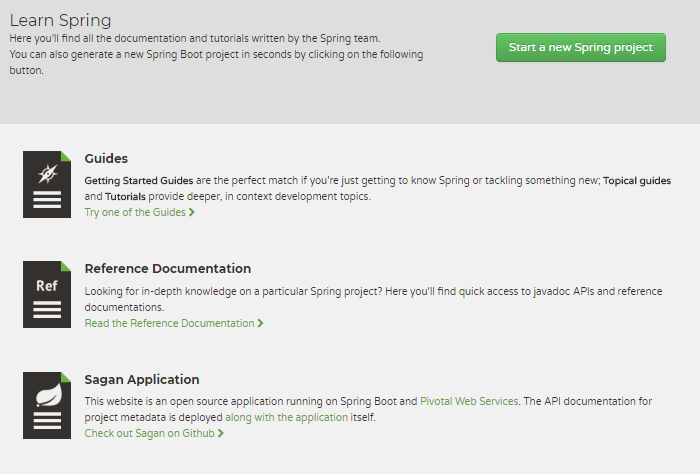 Learn Spring
Here you'll find all the documentation and tutorials written by the Spring team.
You can also generate a new Spring Boot project in seconds by clicking on the following
button.
Start a new Spring project
Guides
Getting Started Guides are the perfect match if you're just getting to know Spring or tackling something new; Topical guides
and Tutorials provide deeper, in context development topics.
Try one of the Guides
Ref
Reference Documentation
Looking for in-depth knowledge on a particular Spring project? Here you'll find quick access to javadoc APIs and reference
documentations.
Read the Reference Documentation
Sagan Application
This website is an open source application running on Spring Boot and Pivotal Web Services. The API documentation for
project metadata is deployed along with the application itself.
Check out Sagan on Github